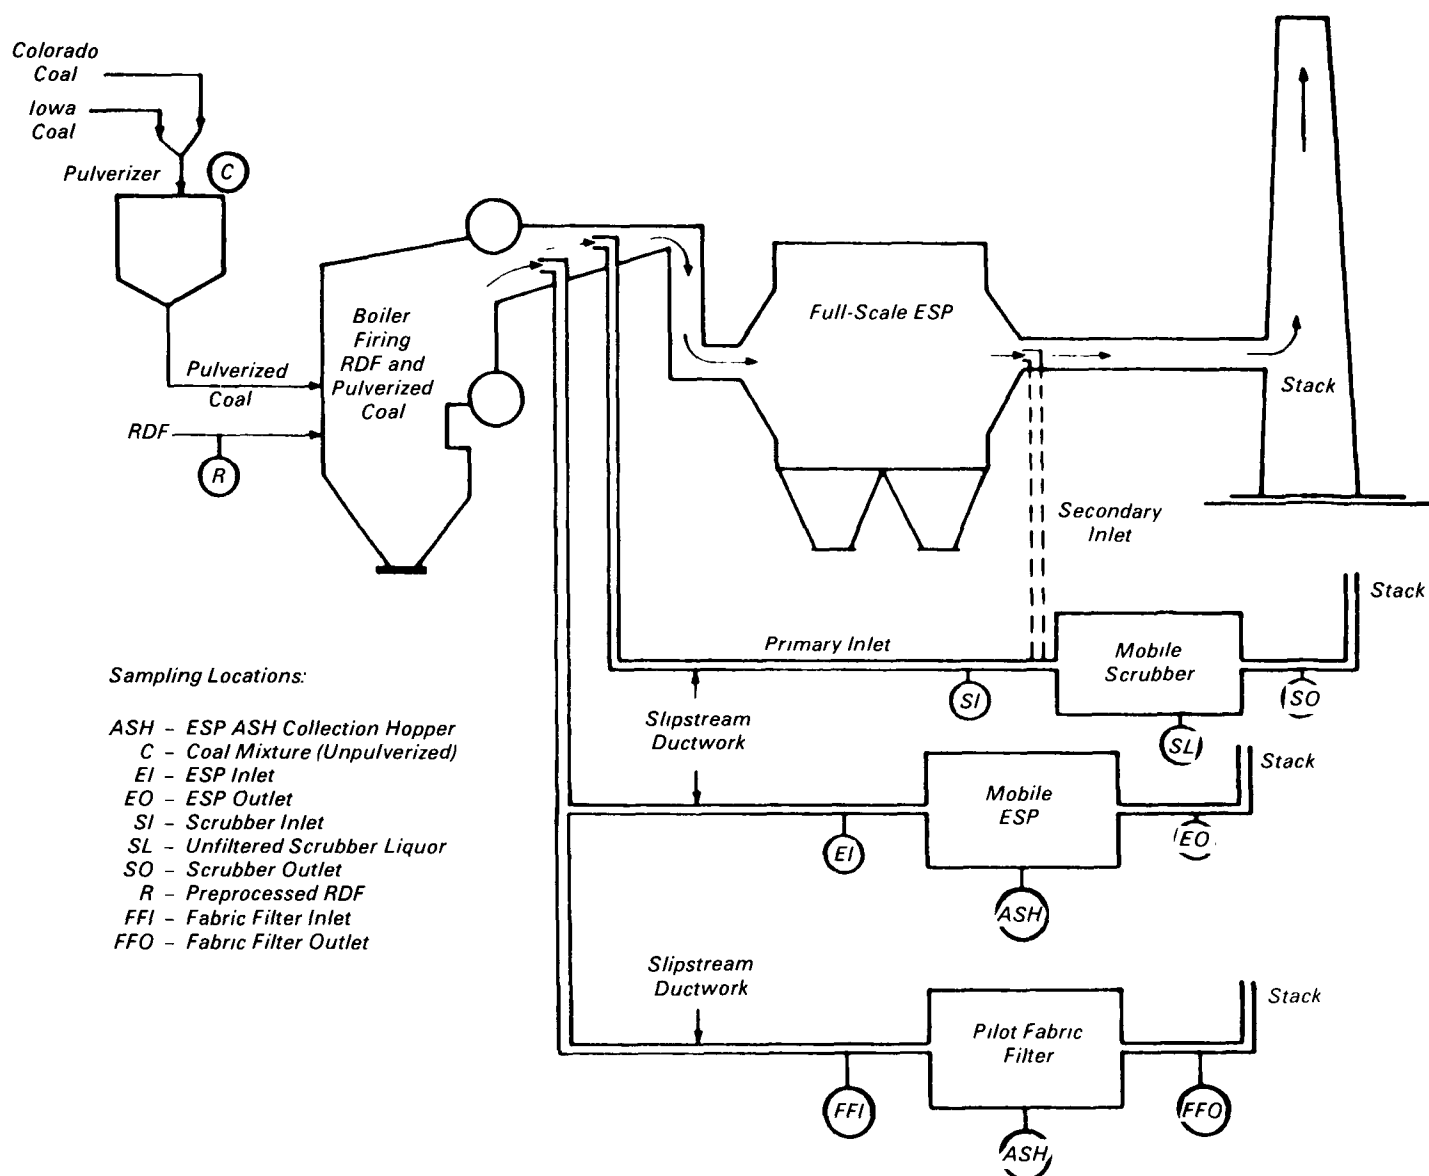 Colorado
Coal
Iowa
Coal
Pulverizer
C
Boiler
Firing
RDF and
Pulverized
Coal
Pulverized
Coal
RDF
R
Full-Scale ESP
Stack
Secondary
Inlet
Stack
Primary Inlet
Mobile
Scrubber
SI
SO
SL
Slipstream
Ductwork
Mobile
ESP
Stack
EI
EO
ASH
Slipstream
Ductwork
Pilot Fabric
Filter
Stack
FFI
FFO
ASH
Sampling Locations:
ASH – ESP ASH Collection Hopper
C – Coal Mixture (Unpulverized)
EI – ESP Inlet
EO – ESP Outlet
SI – Scrubber Inlet
SL – Unfiltered Scrubber Liquor
SO – Scrubber Outlet
R – Preprocessed RDF
FFI – Fabric Filter Inlet
FFO – Fabric Filter Outlet